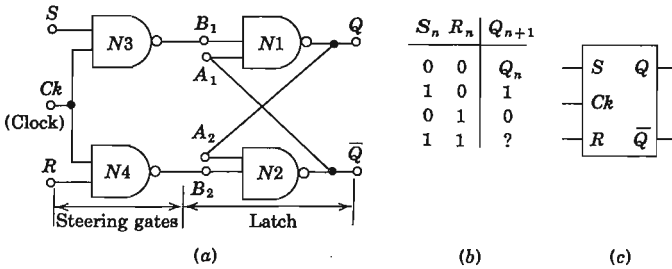 S
N3
B1
N1
Q
A1
Ck
(Clock)
A2
R
N4
B2
N2
Q̅
Steering gates
Latch
(a)
Sn Rn Qn+1
0 0 Qn
1 0 1
0 1 0
1 1 ?
(b)
S Q
Ck
R Q̅
(c)